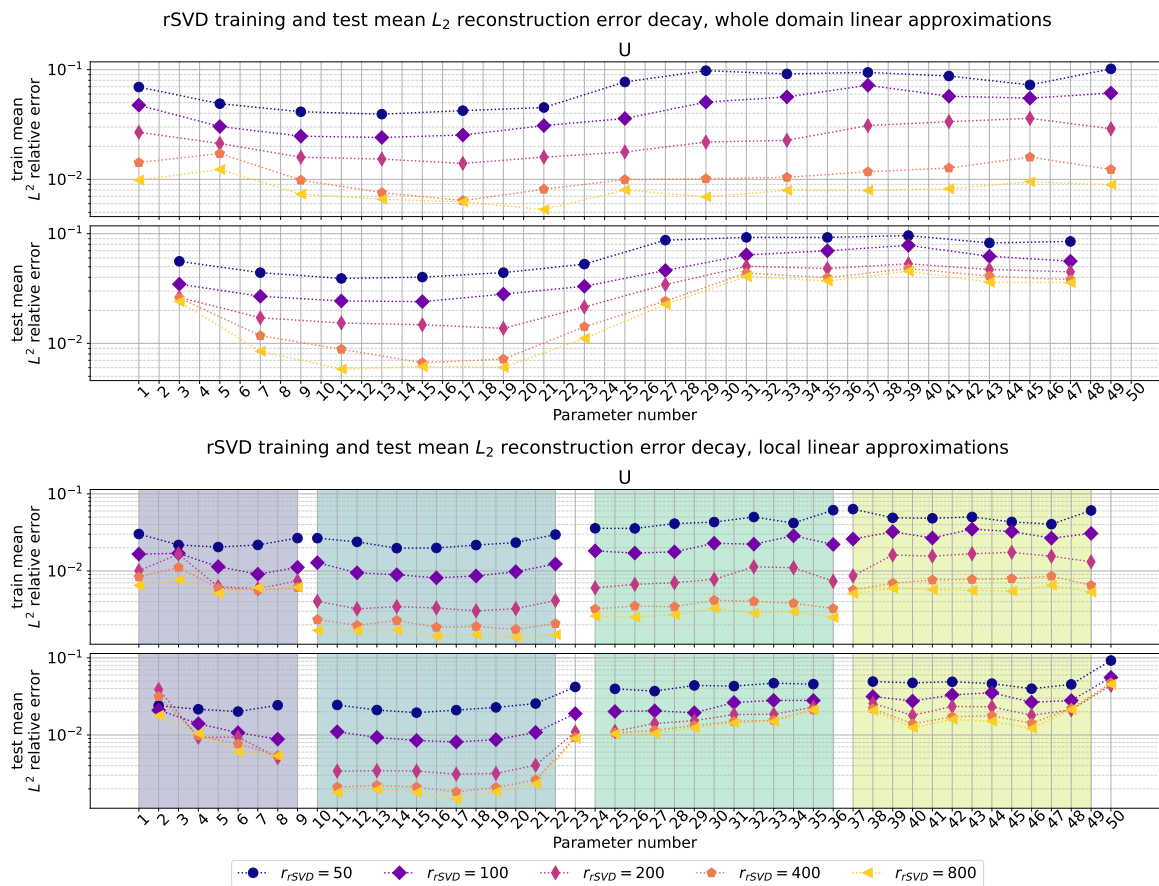 rSVD training and test mean L₂ reconstruction error decay, whole domain linear approximations
U
train mean
L² relative error
10⁻¹
10⁻²
test mean
L² relative error
10⁻¹
10⁻²
1 2 3 4 5 6 7 8 9 10 11 12 13 14 15 16 17 18 19 20 21 22 23 24 25 26 27 28 29 30 31 32 33 34 35 36 37 38 39 40 41 42 43 44 45 46 47 48 49 50
Parameter number
rSVD training and test mean L₂ reconstruction error decay, local linear approximations
U
train mean
L² relative error
10⁻¹
10⁻²
test mean
L² relative error
10⁻¹
10⁻²
1 2 3 4 5 6 7 8 9 10 11 12 13 14 15 16 17 18 19 20 21 22 23 24 25 26 27 28 29 30 31 32 33 34 35 36 37 38 39 40 41 42 43 44 45 46 47 48 49 50
Parameter number
r_rSVD = 50 r_rSVD = 100 r_rSVD = 200 r_rSVD = 400 r_rSVD = 800